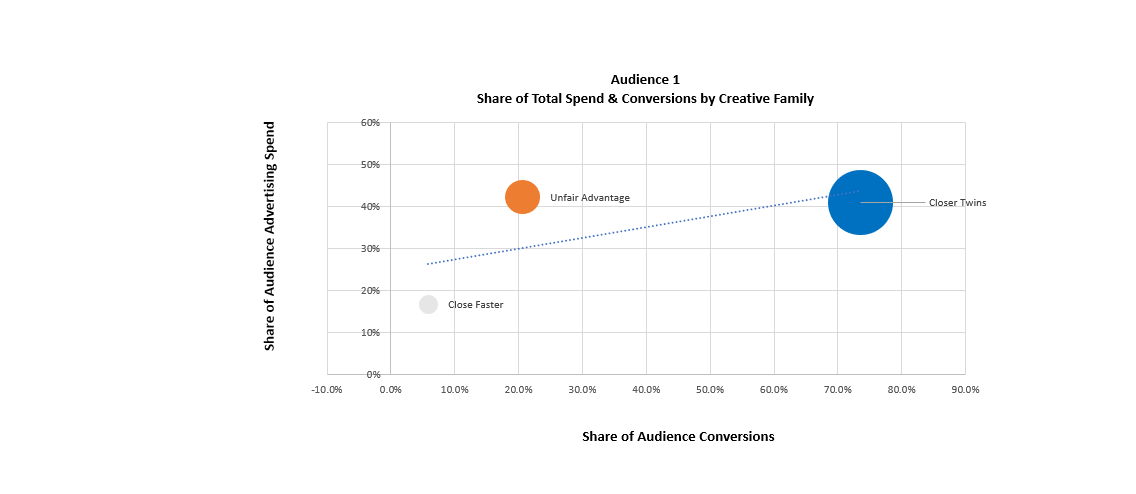 Audience 1
Share of Total Spend & Conversions by Creative Family
Share of Audience Advertising Spend
60%
50%
40%
30%
20%
10%
0%
Unfair Advantage
Closer Twins
Close Faster
-10.0%
0.0%
10.0%
20.0%
30.0%
40.0%
50.0%
60.0%
70.0%
80.0%
90.0%
Share of Audience Conversions